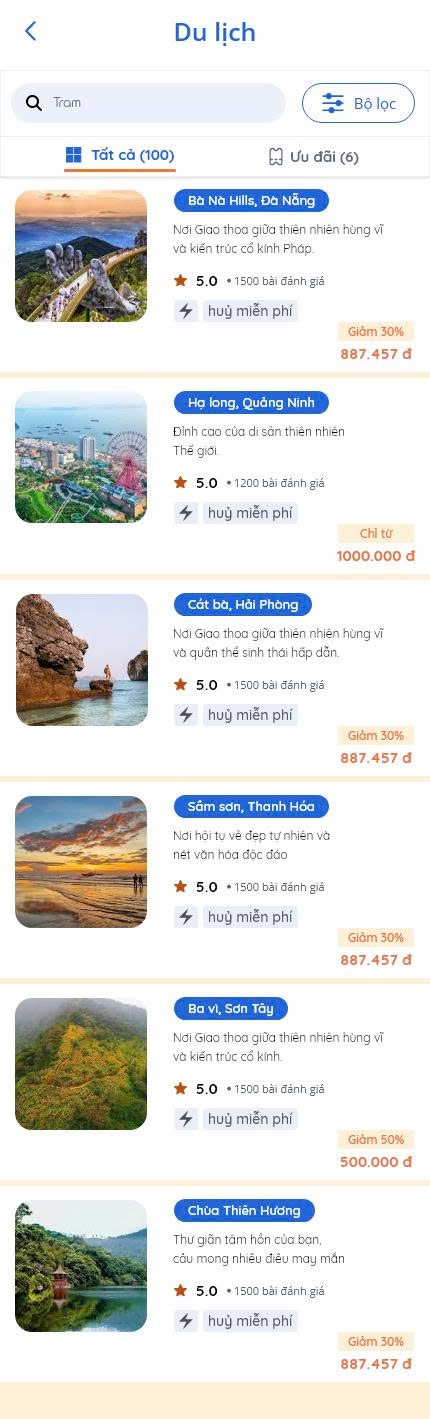 Du lịch
Tram
Bộ lọc
Tất cả (100)
Ưu đãi (6)
Bà Nà Hills, Đà Nẵng
Nơi Giao thoa giữa thiên nhiên hùng vĩ
và kiến trúc cổ kính Pháp.
5.0 • 1500 bài đánh giá
huỷ miễn phí
Giảm 30%
887.457 đ
Hạ long, Quảng Ninh
Đỉnh cao của di sản thiên nhiên
Thế giới.
5.0 • 1200 bài đánh giá
huỷ miễn phí
Chỉ từ
1000.000 đ
Cát bà, Hải Phòng
Nơi Giao thoa giữa thiên nhiên hùng vĩ
và quần thể sinh thái hấp dẫn.
5.0 • 1500 bài đánh giá
huỷ miễn phí
Giảm 30%
887.457 đ
Sầm sơn, Thanh Hóa
Nơi hội tụ vẻ đẹp tự nhiên và
nét văn hóa độc đáo
5.0 • 1500 bài đánh giá
huỷ miễn phí
Giảm 30%
887.457 đ
Ba vì, Sơn Tây
Nơi Giao thoa giữa thiên nhiên hùng vĩ
và kiến trúc cổ kính.
5.0 • 1500 bài đánh giá
huỷ miễn phí
Giảm 50%
500.000 đ
Chùa Thiên Hương
Thư giãn tâm hồn của bạn,
cầu mong nhiều điều may mắn
5.0 • 1500 bài đánh giá
huỷ miễn phí
Giảm 30%
887.457 đ